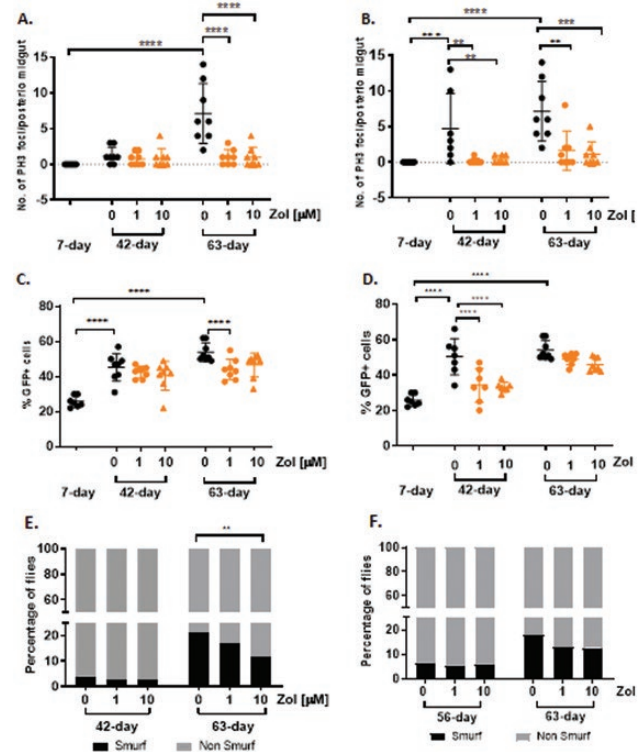 A.
No. of PH3 foci/posterio midgut
15
10
5
0
-5
****
****
****
0 1 10 0 1 10 Zol [µM]
7-day 42-day 63-day
B.
No. of PH3 foci/posterio midgut
15
10
5
0
-5
****
***
***
**
**
**
0 1 10 0 1 10 Zol [
7-day 42-day 63-day
C.
% GFP+ cells
80
60
40
20
0
****
****
****
0 1 10 0 1 10 Zol [µM]
7-day 42-day 63-day
D.
% GFP+ cells
80
60
40
20
0
****
****
****
****
0 1 10 0 1 10 Zol [µM]
7-day 42-day 63-day
E.
Percentage of flies
100
80
60
20
10
0
**
0 1 10 0 1 10 Zol [µM]
42-day 63-day
Smurf Non Smurf
F.
Percentage of flies
100
80
60
20
10
0
0 1 10 0 1 10 Zol [µM]
56-day 63-day
Smurf Non Smurf